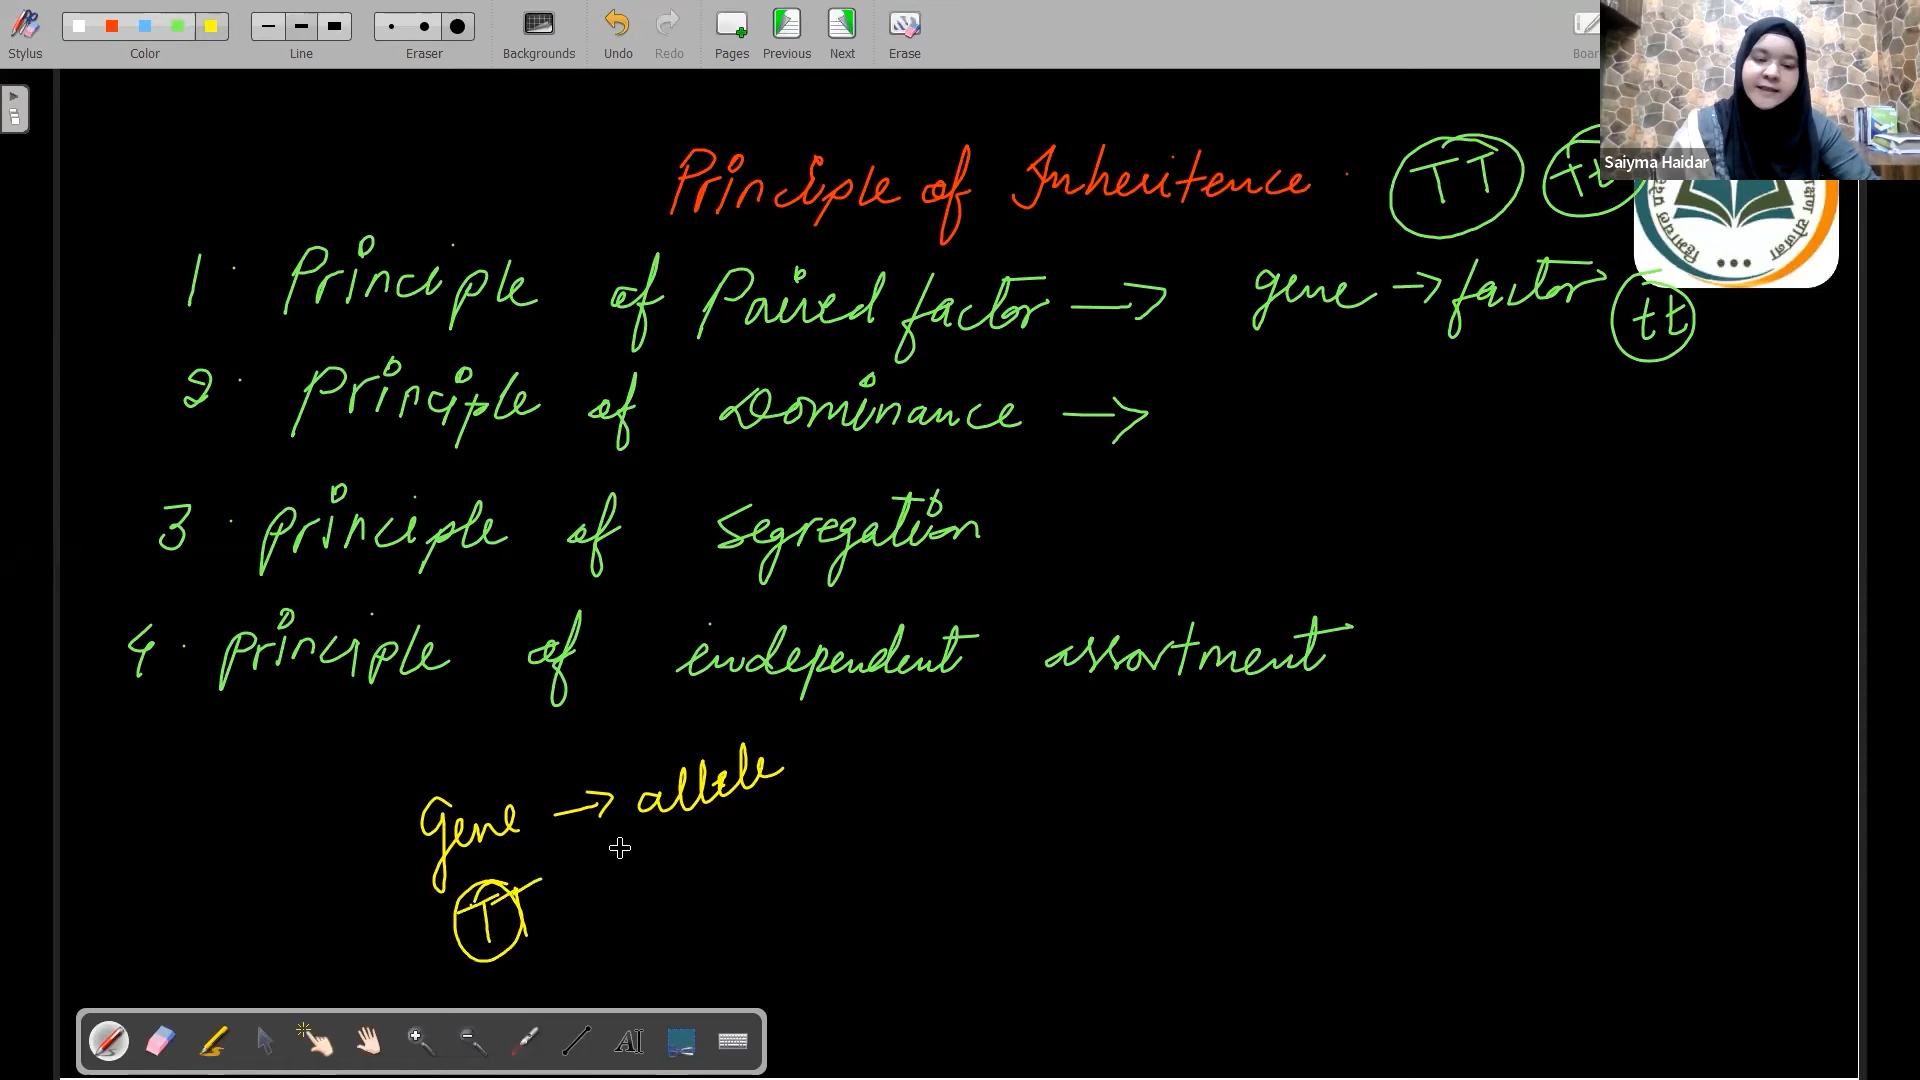 Stylus Color Line Eraser Backgrounds Undo Redo Pages Previous Next Erase
Saiyma Haidar
Principle of Inheritence. TT
1. Principle of Paired factor → gene → factor tt
2. Principle of Dominance →
3. principle of Segregation
4. principle of independent assortment
Gene → allele
T